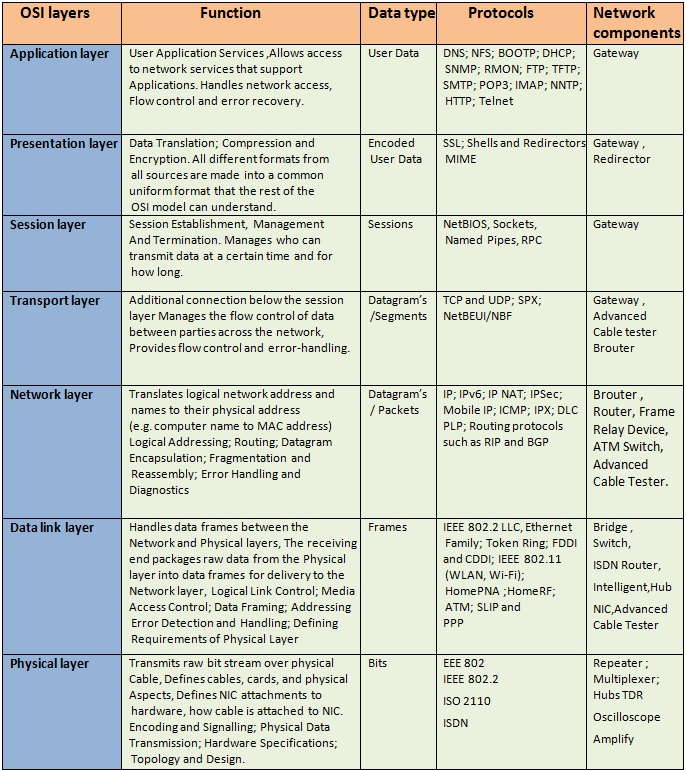 OSI layers Function Data type Protocols Network components
Application layer
User Application Services ,Allows access
to network services that support
Applications. Handles network access,
Flow control and error recovery.
User Data
DNS; NFS; BOOTP; DHCP;
SNMP; RMON; FTP; TFTP;
SMTP; POP3; IMAP; NNTP;
HTTP; Telnet
Gateway
Presentation layer
Data Translation; Compression and
Encryption. All different formats from
all sources are made into a common
uniform format that the rest of the
OSI model can understand.
Encoded
User Data
SSL; Shells and Redirectors
MIME
Gateway ,
Redirector
Session layer
Session Establishment, Management
And Termination. Manages who can
transmit data at a certain time and for
how long.
Sessions
NetBIOS, Sockets,
Named Pipes, RPC
Gateway
Transport layer
Additional connection below the session
layer Manages the flow control of data
between parties across the network,
Provides flow control and error-handling.
Datagram's
/Segments
TCP and UDP; SPX;
NetBEUI/NBF
Gateway ,
Advanced
Cable tester
Brouter
Network layer
Translates logical network address and
names to their physical address
(e.g. computer name to MAC address)
Logical Addressing; Routing; Datagram
Encapsulation; Fragmentation and
Reassembly; Error Handling and
Diagnostics
Datagram's
/ Packets
IP; IPv6; IP NAT; IPSec;
Mobile IP; ICMP; IPX; DLC
PLP; Routing protocols
such as RIP and BGP
Brouter ,
Router, Frame
Relay Device,
ATM Switch,
Advanced
Cable Tester.
Data link layer
Handles data frames between the
Network and Physical layers, The receiving
end packages raw data from the Physical
layer into data frames for delivery to the
Network layer, Logical Link Control; Media
Access Control; Data Framing; Addressing
Error Detection and Handling; Defining
Requirements of Physical Layer
Frames
IEEE 802.2 LLC, Ethernet
Family; Token Ring; FDDI
and CDDI; IEEE 802.11
(WLAN, Wi-Fi);
HomePNA ;HomeRF;
ATM; SLIP and
PPP
Bridge ,
Switch,
ISDN Router,
Intelligent,Hub
NIC,Advanced
Cable Tester
Physical layer
Transmits raw bit stream over physical
Cable, Defines cables, cards, and physical
Aspects, Defines NIC attachments to
hardware, how cable is attached to NIC.
Encoding and Signalling; Physical Data
Transmission; Hardware Specifications;
Topology and Design.
Bits
EEE 802
IEEE 802.2
ISO 2110
ISDN
Repeater ;
Multiplexer;
Hubs TDR
Oscilloscope
Amplify